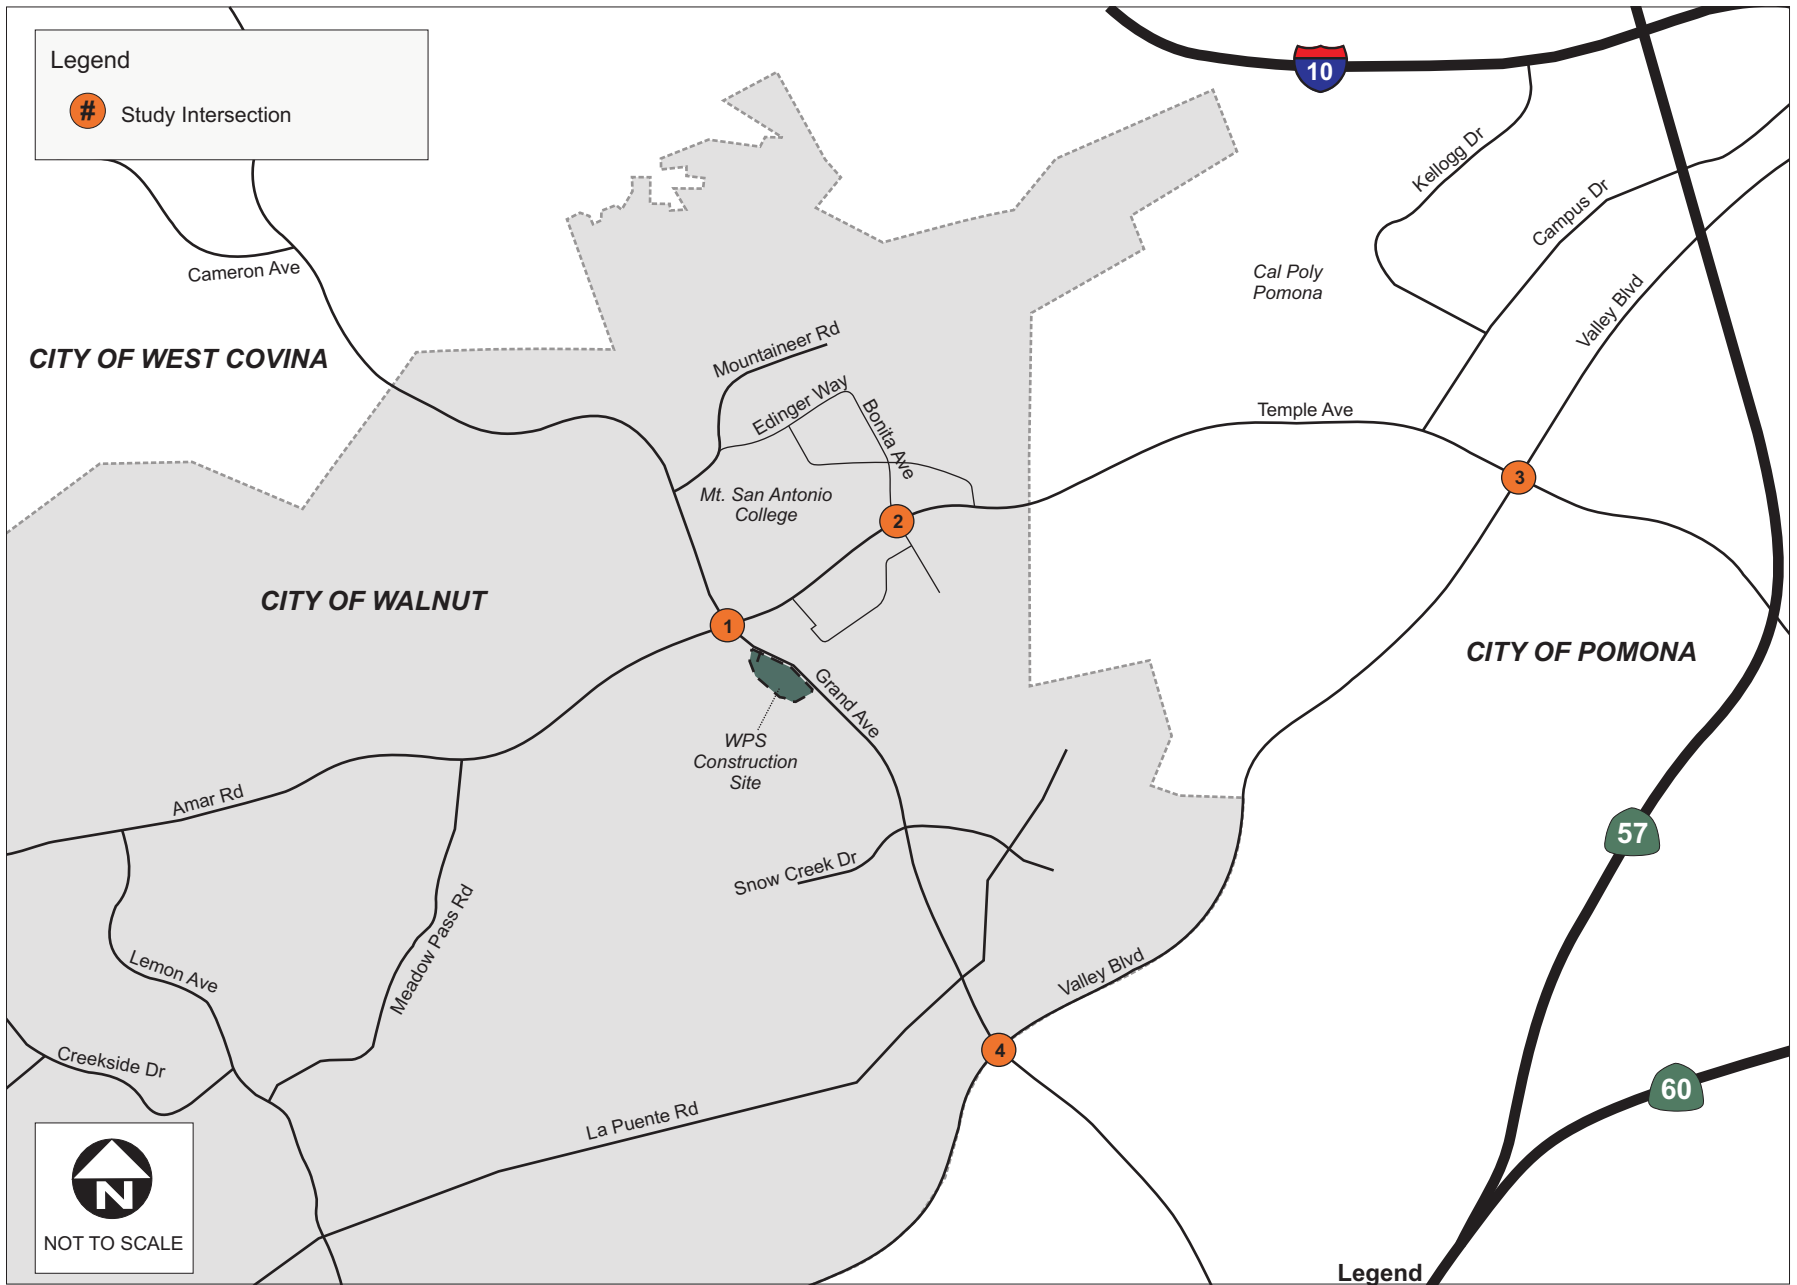 Legend
# Study Intersection
10
Kellogg Dr
Campus Dr
Cameron Ave
Cal Poly
Pomona
Valley Blvd
CITY OF WEST COVINA
Mountaineer Rd
Edinger Way
Bonita Ave
Temple Ave
3
Mt. San Antonio
College
2
CITY OF WALNUT
1
CITY OF POMONA
Grand Ave
WPS
Construction
Site
Amar Rd
57
Snow Creek Dr
Meadow Pass Rd
Lemon Ave
Valley Blvd
4
Creekside Dr
60
La Puente Rd
N
NOT TO SCALE
Legend